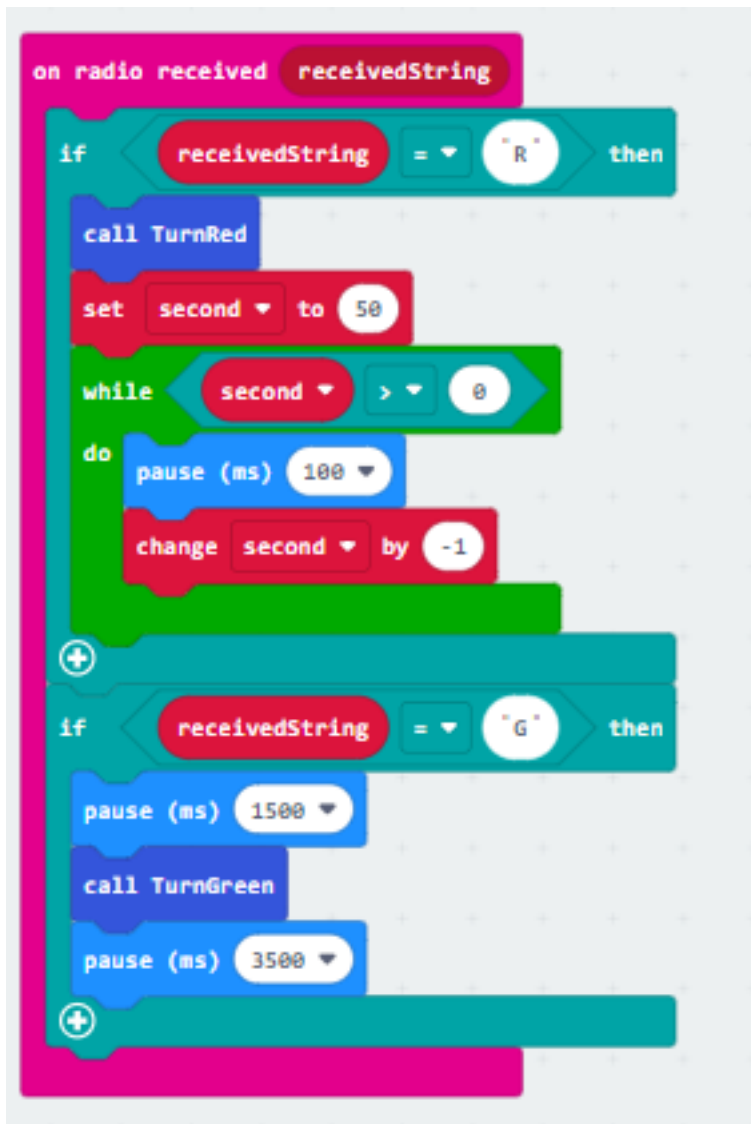 on radio received receivedString
if receivedString = "R" then
call TurnRed
set second to 50
while second > 0
do
pause (ms) 100
change second by -1
if receivedString = "G" then
pause (ms) 1500
call TurnGreen
pause (ms) 3500